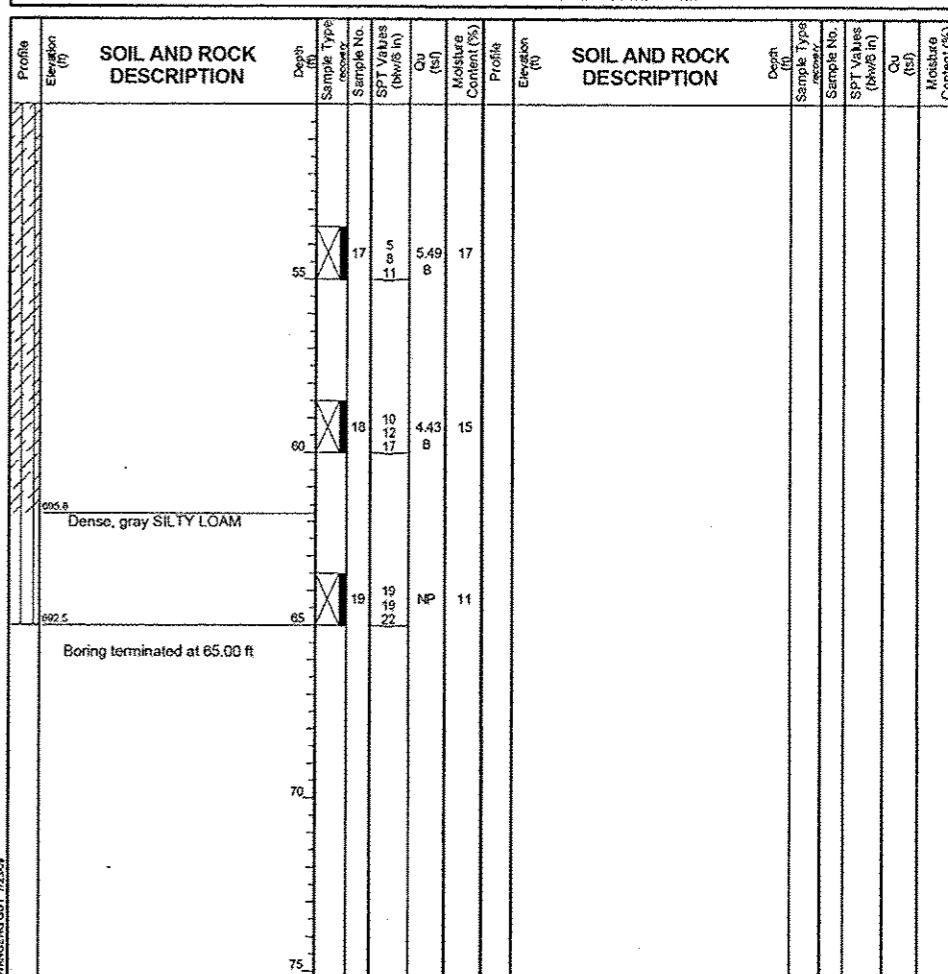 Profile
Elevation
(ft)
SOIL AND ROCK
DESCRIPTION
Depth
(ft)
Sample Type
recovery
Sample No.
SPT Values
(blw/6 in)
Qu
(tsf)
Moisture
Content (%)
Profile
Elevation
(ft)
SOIL AND ROCK
DESCRIPTION
Depth
(ft)
Sample Type
recovery
Sample No.
SPT Values
(blw/6 in)
Qu
(tsf)
Moisture
Content (%)
17
5
8
11
5.49
B
17
55
18
10
12
17
4.43
B
15
60
695.8
Dense, gray SILTY LOAM
19
19
19
22
NP
11
692.5
65
Boring terminated at 65.00 ft
70
75